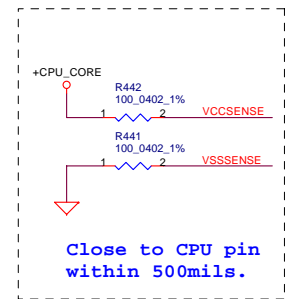 +CPU_CORE
R442
100_0402_1%
1 2 VCCSENSE
R441
100_0402_1%
1 2 VSSSENSE
Close to CPU pin
within 500mils.